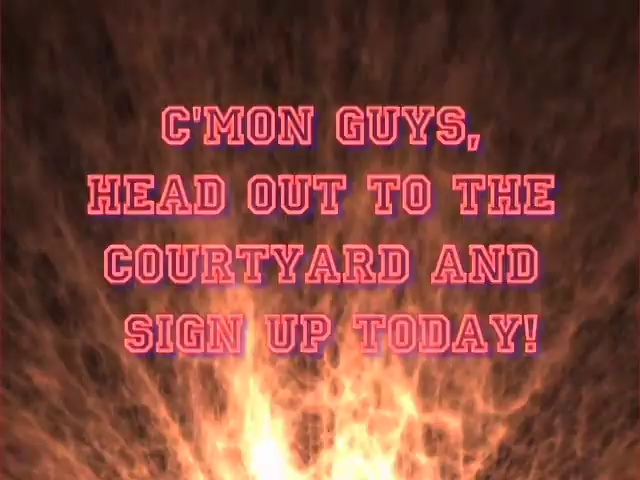 C'MON GUYS,
HEAD OUT TO THE
COURTYARD AND
SIGN UP TODAY!